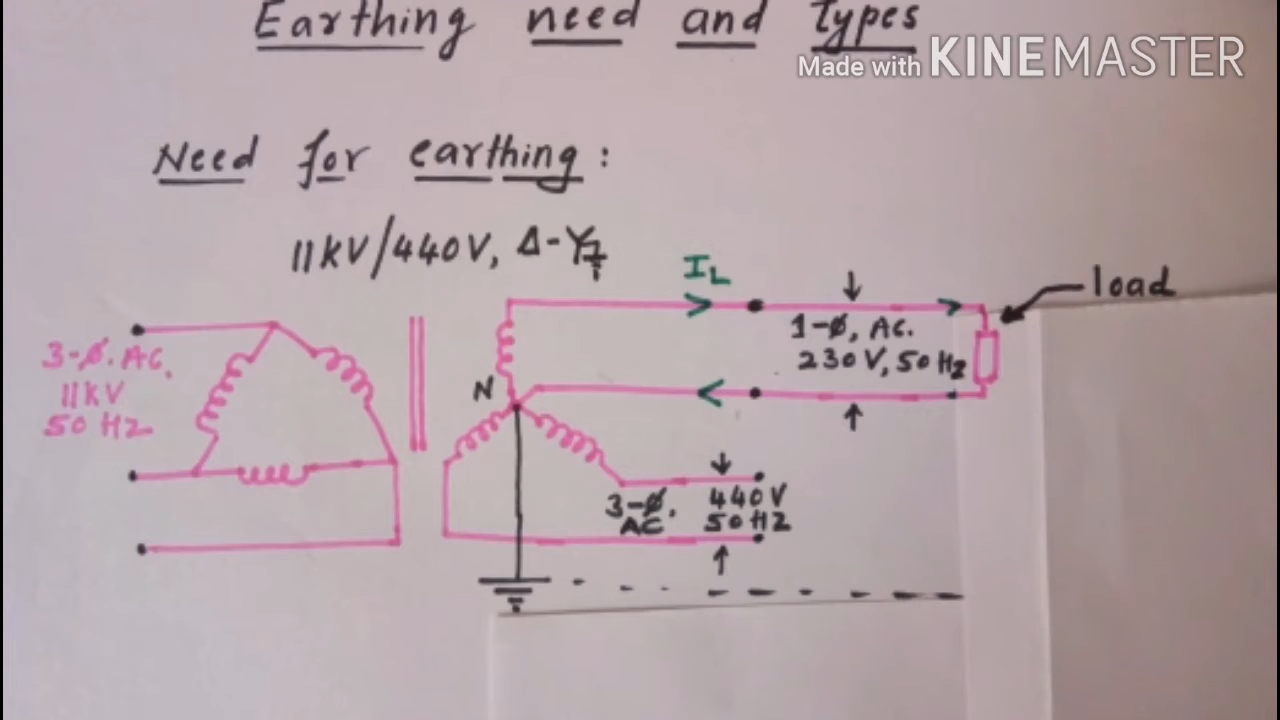 Earthing need and types
Made with KINEMASTER
Need for earthing:
11kV/440V, Δ-Y
IL
load
1-ø, AC.
230V, 50Hz
3-ø. AC,
11kV
50 HZ
N
3-ø.
AC
440V
50HZ